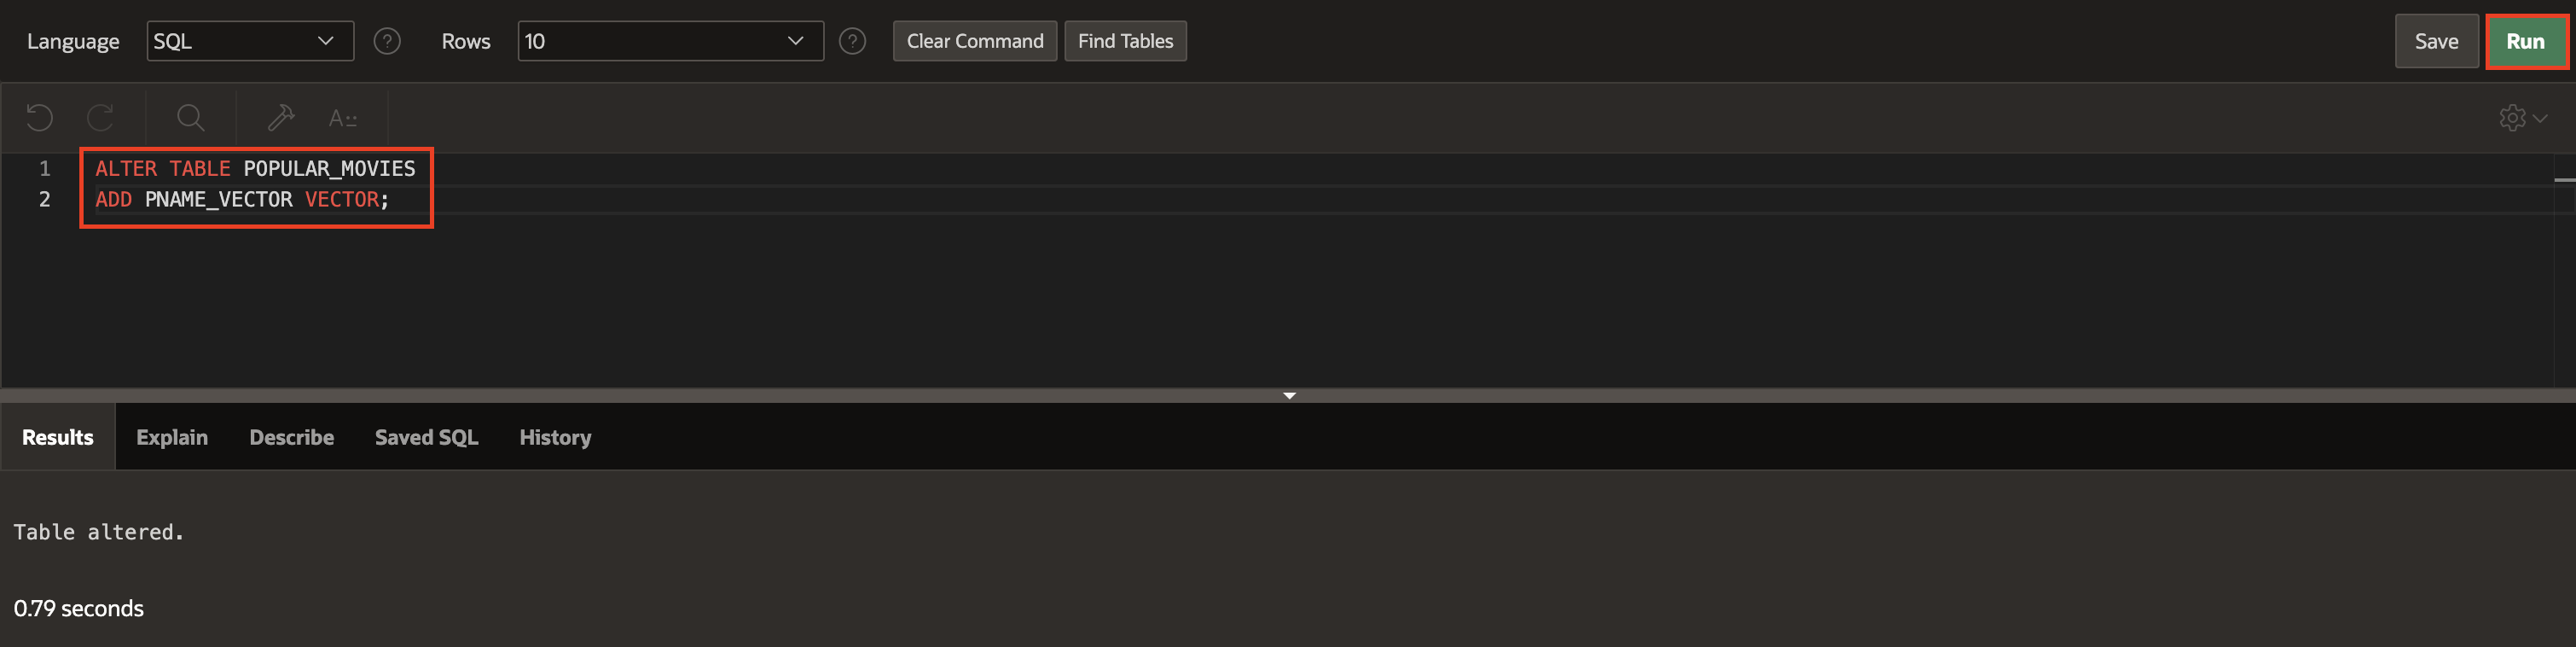 Language SQL ? Rows 10 ? Clear Command Find Tables Save Run
A::
1 ALTER TABLE POPULAR_MOVIES
2 ADD PNAME_VECTOR VECTOR;
Results Explain Describe Saved SQL History
Table altered.
0.79 seconds